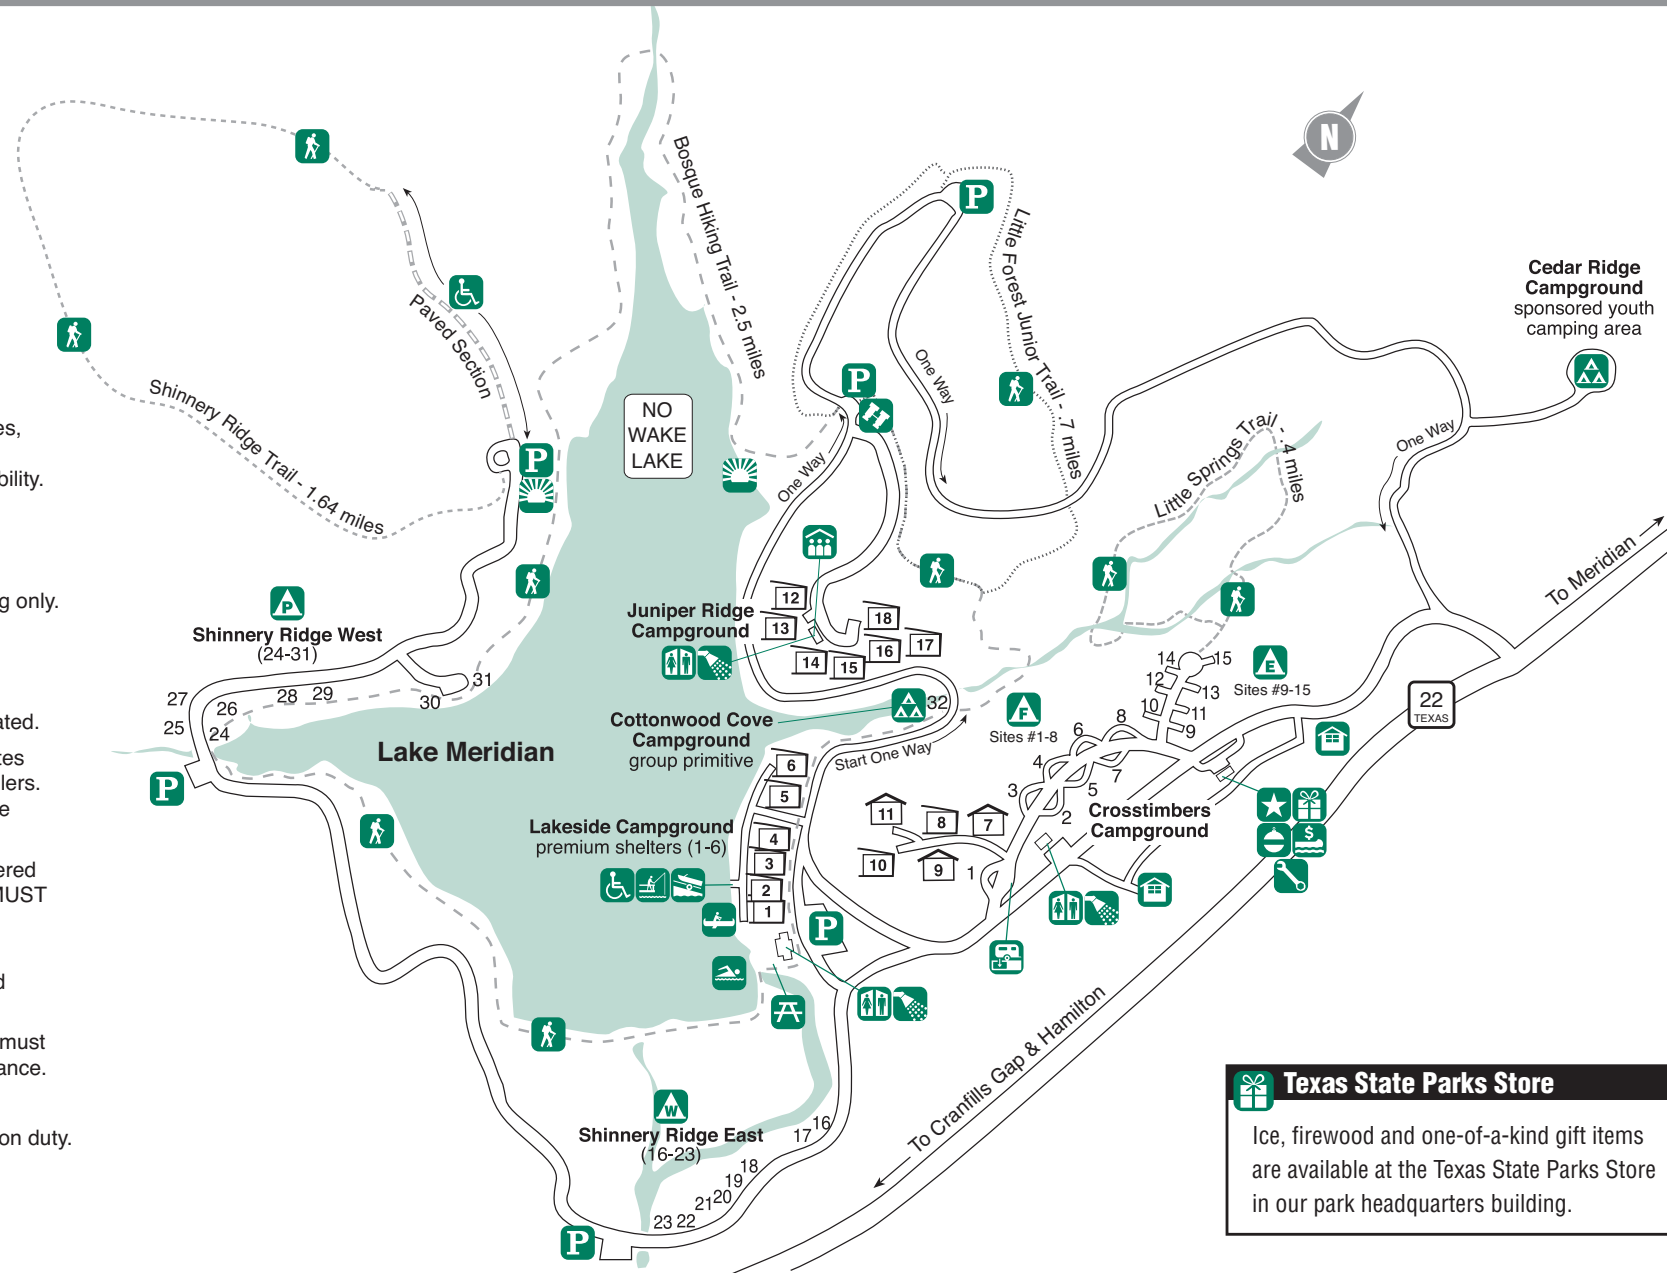 N
Bosque Hiking Trail - 2.5 miles
P
Little Forest Junior Trail - .7 miles
Cedar Ridge
Campground
sponsored youth
camping area
Paved Section
One Way
P
NO
WAKE
LAKE
One Way
Little Springs Trail - .4 miles
One Way
Shinnery Ridge Trail - 1.64 miles
P
es,
bility.
g only.
ated.
tes
lers.
e
ered
MUST
d
must
ance.
on duty.
To Meridian
P
Shinnery Ridge West
(24-31)
27
26
28
29
30
31
25
24
P
Juniper Ridge
Campground
12
13
14
15
16
17
18
Lake Meridian
Cottonwood Cove
Campground
group primitive
32
Start One Way
F
Sites #1-8
E
Sites #9-15
22
TEXAS
14
15
12
13
10
11
9
8
6
4
7
3
5
2
1
Crosstimbers
Campground
11
8
7
10
9
Lakeside Campground
premium shelters (1-6)
6
5
4
3
2
1
P
$
To Cranfills Gap & Hamilton
W
Shinnery Ridge East
(16-23)
16
17
18
19
20
21
22
23
P
Texas State Parks Store
Ice, firewood and one-of-a-kind gift items
are available at the Texas State Parks Store
in our park headquarters building.